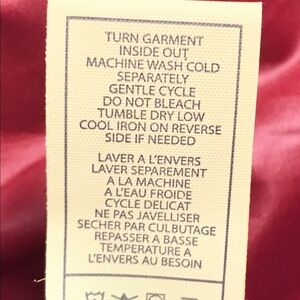 TURN GARMENT
INSIDE OUT
MACHINE WASH COLD
SEPARATELY
GENTLE CYCLE
DO NOT BLEACH
TUMBLE DRY LOW
COOL IRON ON REVERSE
SIDE IF NEEDED
LAVER A L'ENVERS
LAVER SEPAREMENT
A LA MACHINE
A L'EAU FROIDE
CYCLE DELICAT
NE PAS JAVELLISER
SECHER PAR CULBUTAGE
REPASSER A BASSE
TEMPERATURE A
L'ENVERS AU BESOIN